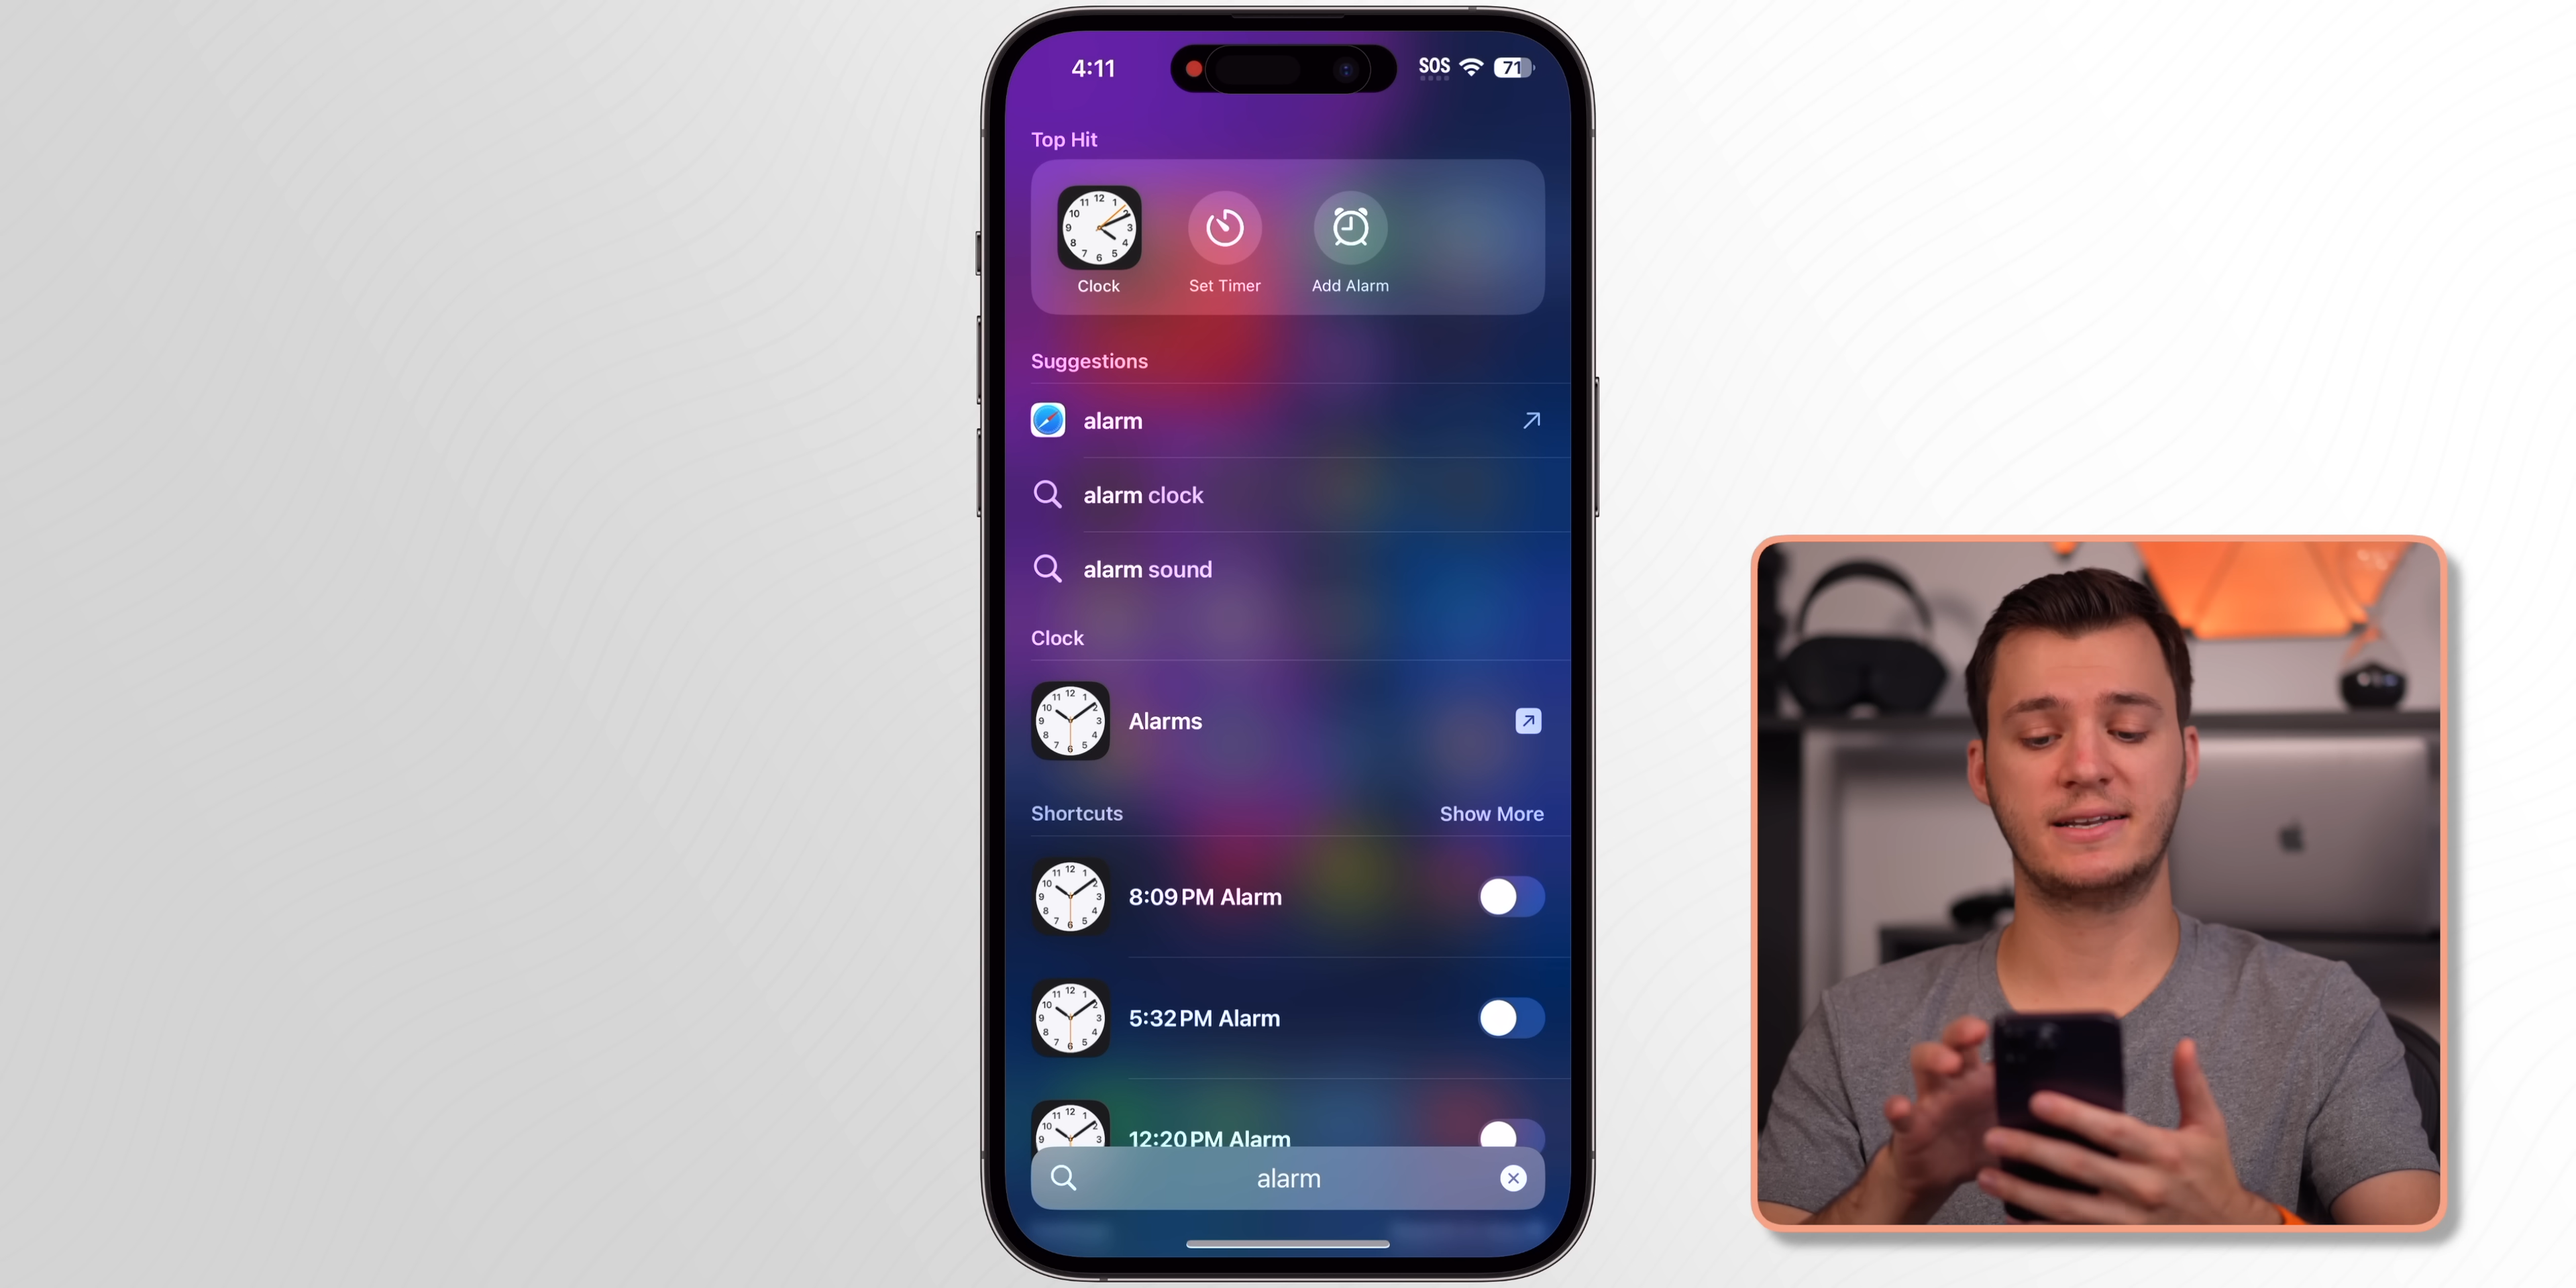 4:11
SOS
71
Top Hit
Clock
Set Timer
Add Alarm
Suggestions
alarm
alarm clock
alarm sound
Clock
Alarms
Shortcuts
Show More
8:09 PM Alarm
5:32 PM Alarm
12:20 PM Alarm
alarm